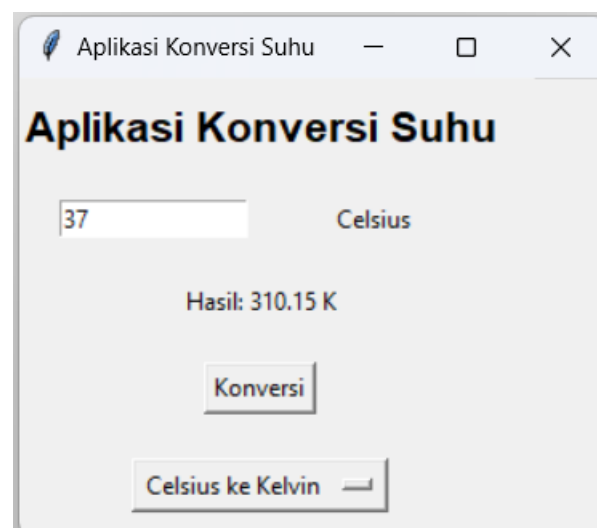 Aplikasi Konversi Suhu
Aplikasi Konversi Suhu
37 Celsius
Hasil: 310.15 K
Konversi
Celsius ke Kelvin